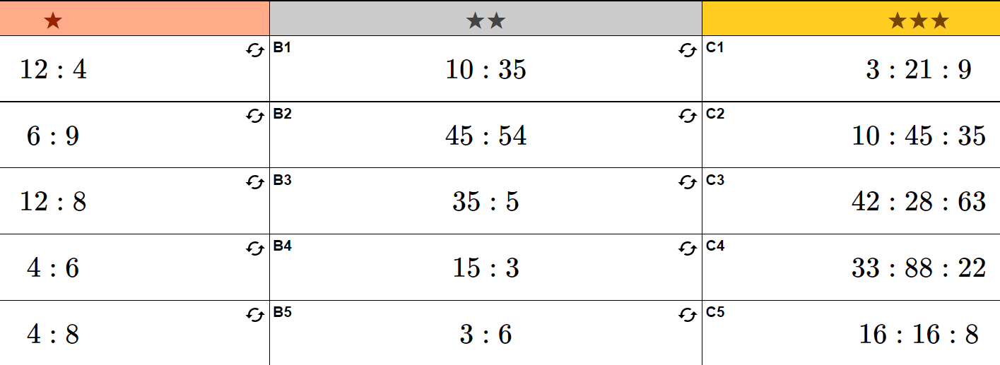 ★ ★★ ★★★
12 : 4 B1 10 : 35 C1 3 : 21 : 9
6 : 9 B2 45 : 54 C2 10 : 45 : 35
12 : 8 B3 35 : 5 C3 42 : 28 : 63
4 : 6 B4 15 : 3 C4 33 : 88 : 22
4 : 8 B5 3 : 6 C5 16 : 16 : 8